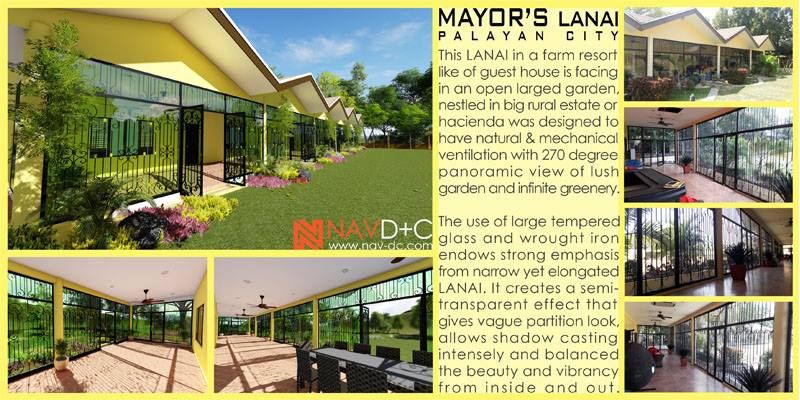 MAYOR'S LANAI
PALAYAN CITY
This LANAI in a farm resort
like of guest house is facing
in an open larged garden,
nestled in big rural estate or
hacienda was designed to
have natural & mechanical
ventilation with 270 degree
panoramic view of lush
garden and infinite greenery.
The use of large tempered
glass and wrought iron
endows strong emphasis
from narrow yet elongated
LANAI. It creates a semi-
transparent effect that
gives vague partition look,
allows shadow casting
intensely and balanced
the beauty and vibrancy
from inside and out.
NAVD+C
www.nav-dc.com